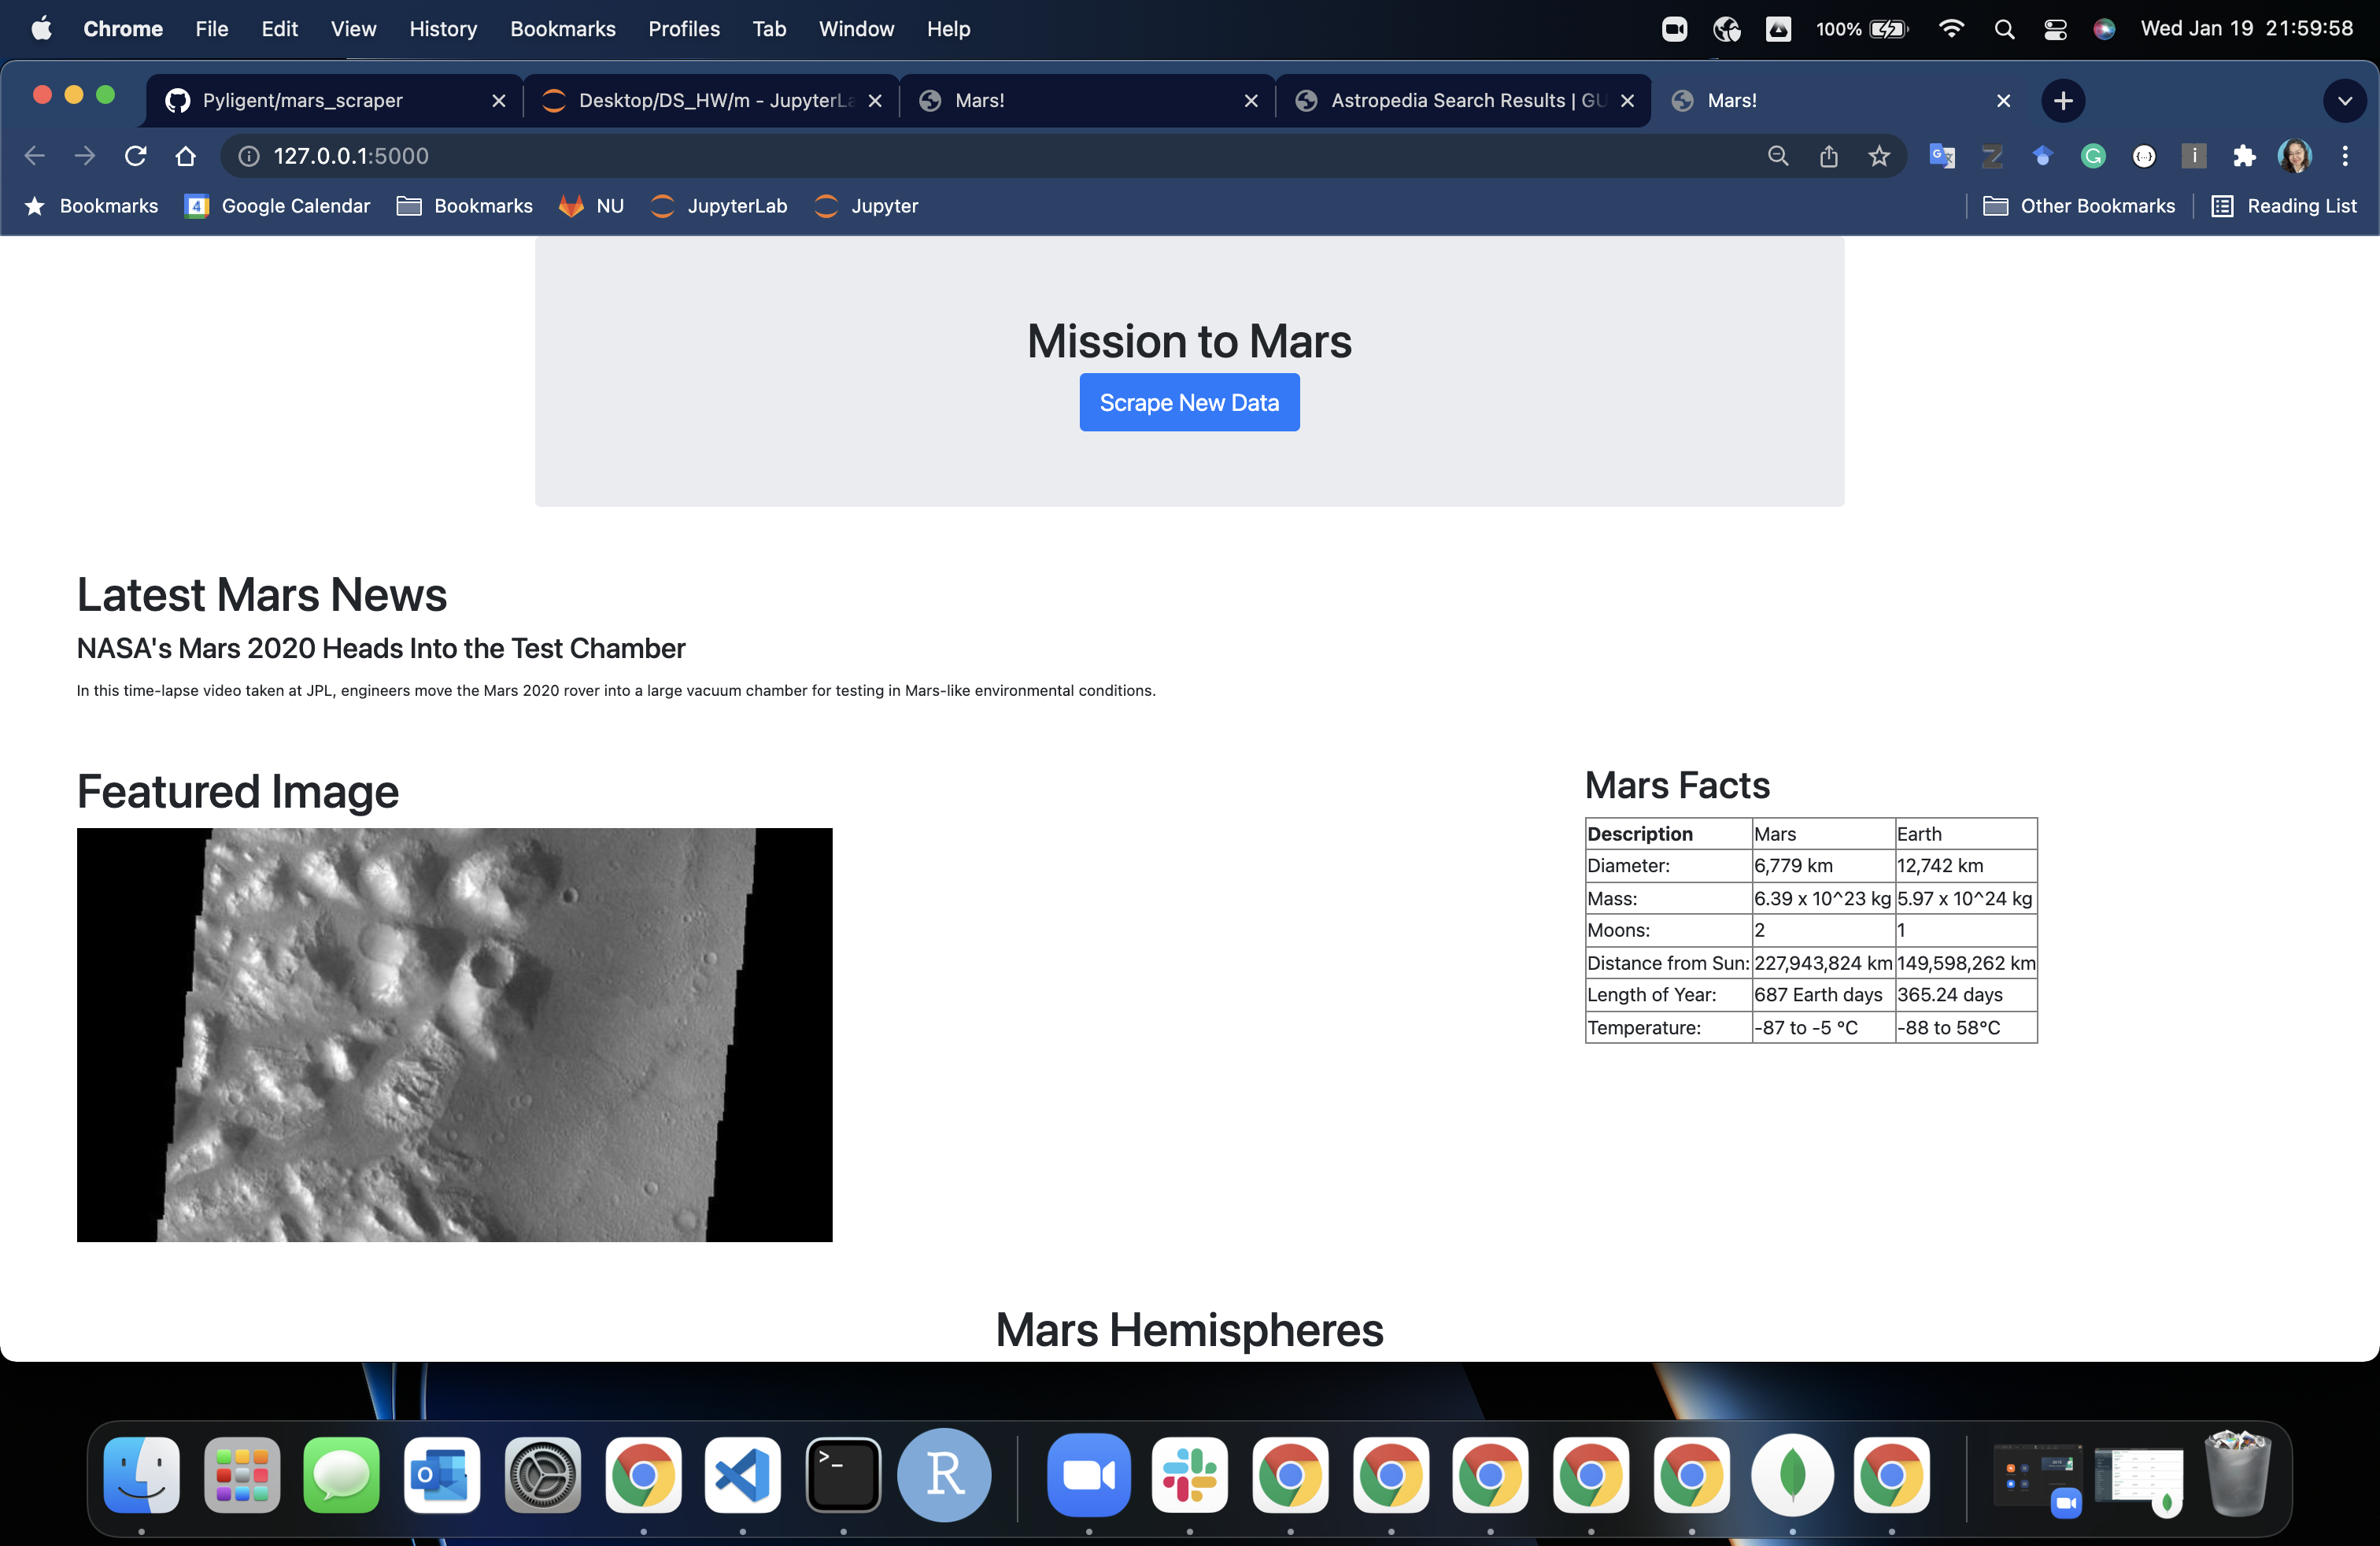 Chrome File Edit View History Bookmarks Profiles Tab Window Help 100% Wed Jan 19 21:59:58
Pyligent/mars_scraper Desktop/DS_HW/m - JupyterLa Mars! Astropedia Search Results | GU Mars!
127.0.0.1:5000
Bookmarks 4 Google Calendar Bookmarks NU JupyterLab Jupyter Other Bookmarks Reading List
Mission to Mars
Scrape New Data
Latest Mars News
NASA's Mars 2020 Heads Into the Test Chamber
In this time-lapse video taken at JPL, engineers move the Mars 2020 rover into a large vacuum chamber for testing in Mars-like environmental conditions.
Featured Image
Mars Facts
Description Mars Earth
Diameter: 6,779 km 12,742 km
Mass: 6.39 x 10^23 kg 5.97 x 10^24 kg
Moons: 2 1
Distance from Sun: 227,943,824 km 149,598,262 km
Length of Year: 687 Earth days 365.24 days
Temperature: -87 to -5 °C -88 to 58°C
Mars Hemispheres
O >_ R